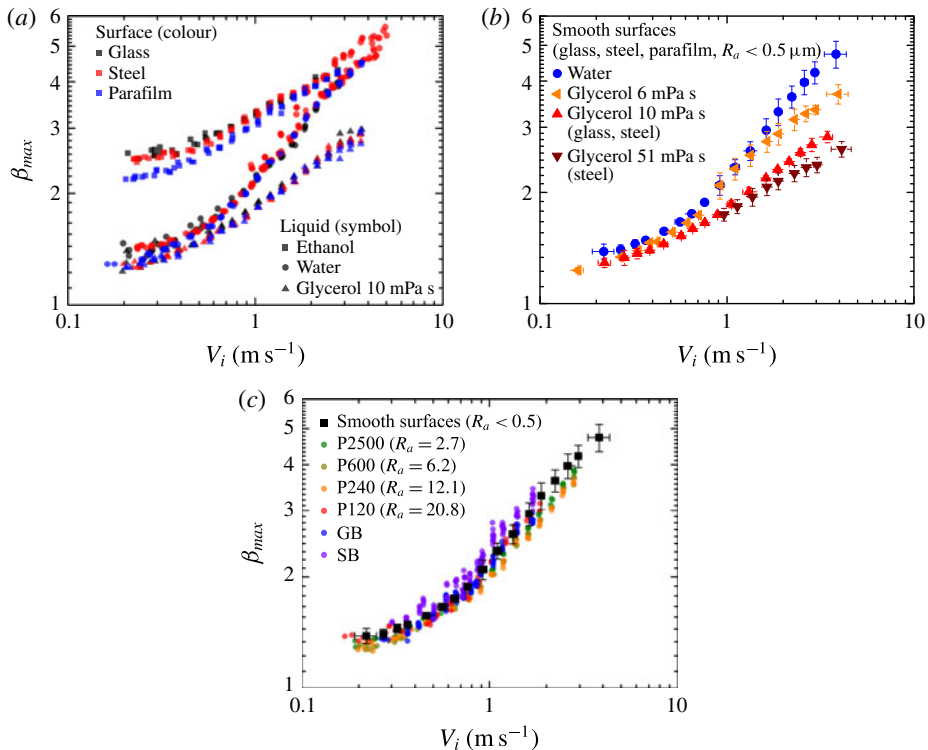 (a)
Surface (colour)
Glass
Steel
Parafilm
Liquid (symbol)
Ethanol
Water
Glycerol 10 mPa s
β_max
6
5
4
3
2
1
0.1
1
10
V_i (m s⁻¹)
(b)
Smooth surfaces
(glass, steel, parafilm, R_a < 0.5 μm)
Water
Glycerol 6 mPa s
Glycerol 10 mPa s
(glass, steel)
Glycerol 51 mPa s
(steel)
6
5
4
3
2
1
0.1
1
10
V_i (m s⁻¹)
(c)
Smooth surfaces (R_a < 0.5)
P2500 (R_a = 2.7)
P600 (R_a = 6.2)
P240 (R_a = 12.1)
P120 (R_a = 20.8)
GB
SB
β_max
6
5
4
3
2
1
0.1
1
10
V_i (m s⁻¹)